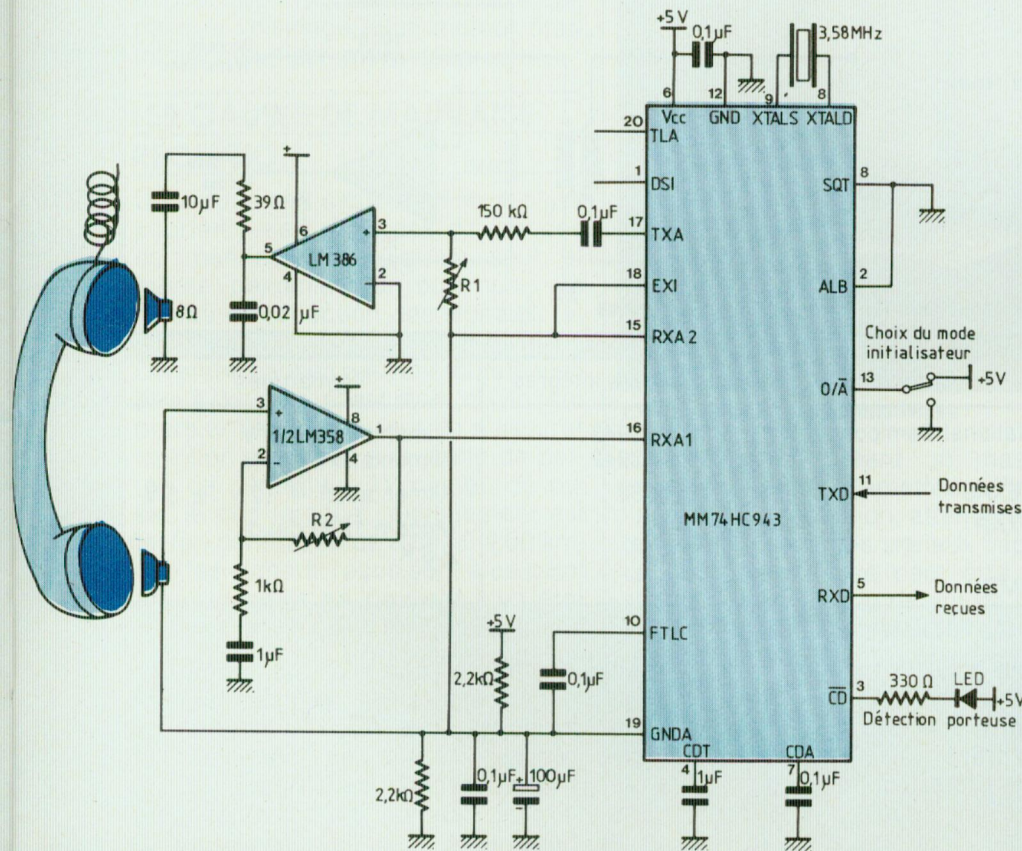 +5 V
0,1µF
3,58MHz
6
12
9
8
Vcc
GND
XTALS
XTALD
20
TLA
1
DSI
SQT
8
10µF
39Ω
+
6
5
LM 386
3
+
4
2
-
150 kΩ
0,1µF
17
TXA
R1
18
EXI
ALB
2
8Ω
0,02 µF
15
RXA 2
Choix du mode
initialisateur
O/A̅
13
+5V
3
+
+
8
1/2LM358
1
2
-
4
16
RXA1
TXD
11
Données
transmises
MM74HC943
R2
1kΩ
RXD
5
Données
reçues
1µF
+5 V
10
FTLC
2,2kΩ
0,1µF
C̅D̅
3
330 Ω
LED
+5V
Détection porteuse
19
GNDA
CDT
CDA
2,2kΩ
0,1µF
+
100µF
-
4
1µF
7
0,1µF